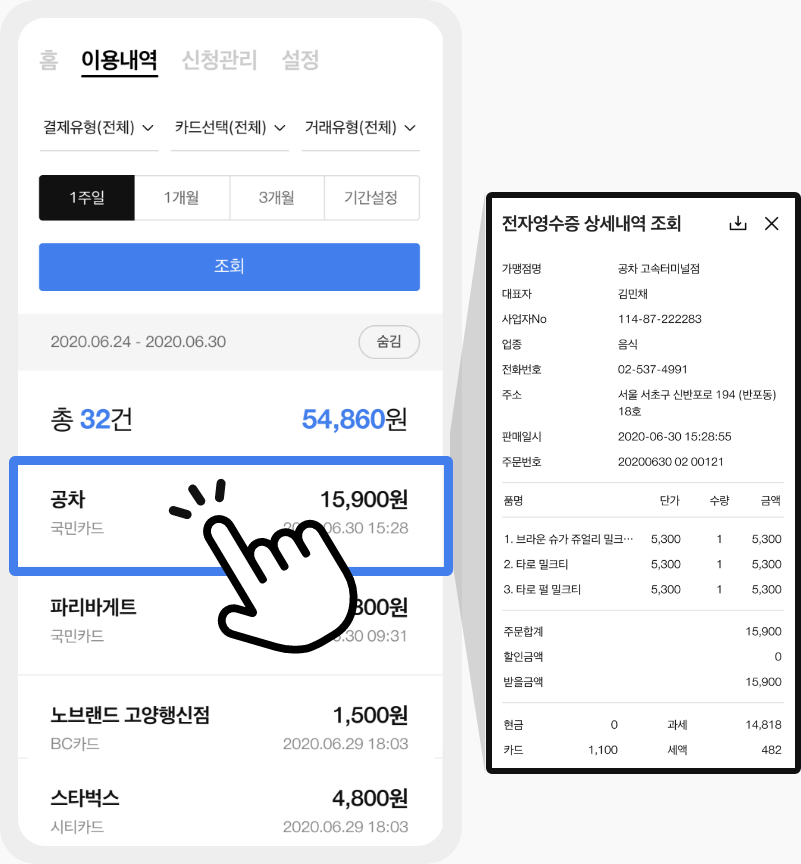 홈 이용내역 신청관리 설정
결제유형(전체) 카드선택(전체) 거래유형(전체)
1주일 1개월 3개월 기간설정
조회
2020.06.24 - 2020.06.30 숨김
총 32건 54,860원
공차 15,900원
국민카드 06.30 15:28
파리바게트 300원
국민카드 .30 09:31
노브랜드 고양행신점 1,500원
BC카드 2020.06.29 18:03
스타벅스 4,800원
시티카드 2020.06.29 18:03
전자영수증 상세내역 조회
가맹점명 공차 고속터미널점
대표자 김민채
사업자No 114-87-222283
업종 음식
전화번호 02-537-4991
주소 서울 서초구 신반포로 194 (반포동)
18호
판매일시 2020-06-30 15:28:55
주문번호 20200630 02 00121
품명 단가 수량 금액
1. 브라운 슈가 쥬얼리 밀크… 5,300 1 5,300
2. 타로 밀크티 5,300 1 5,300
3. 타로 펄 밀크티 5,300 1 5,300
주문합계 15,900
할인금액 0
받을금액 15,900
현금 0 과세 14,818
카드 1,100 세액 482